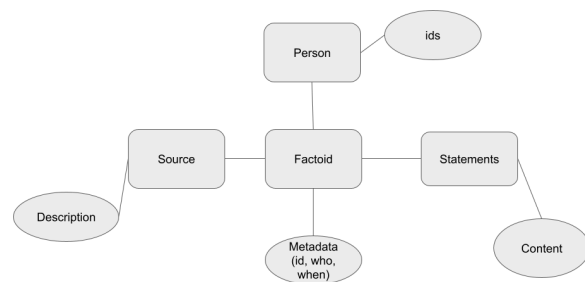 ids
Person
Source
Factoid
Statements
Description
Metadata
(id, who,
when)
Content